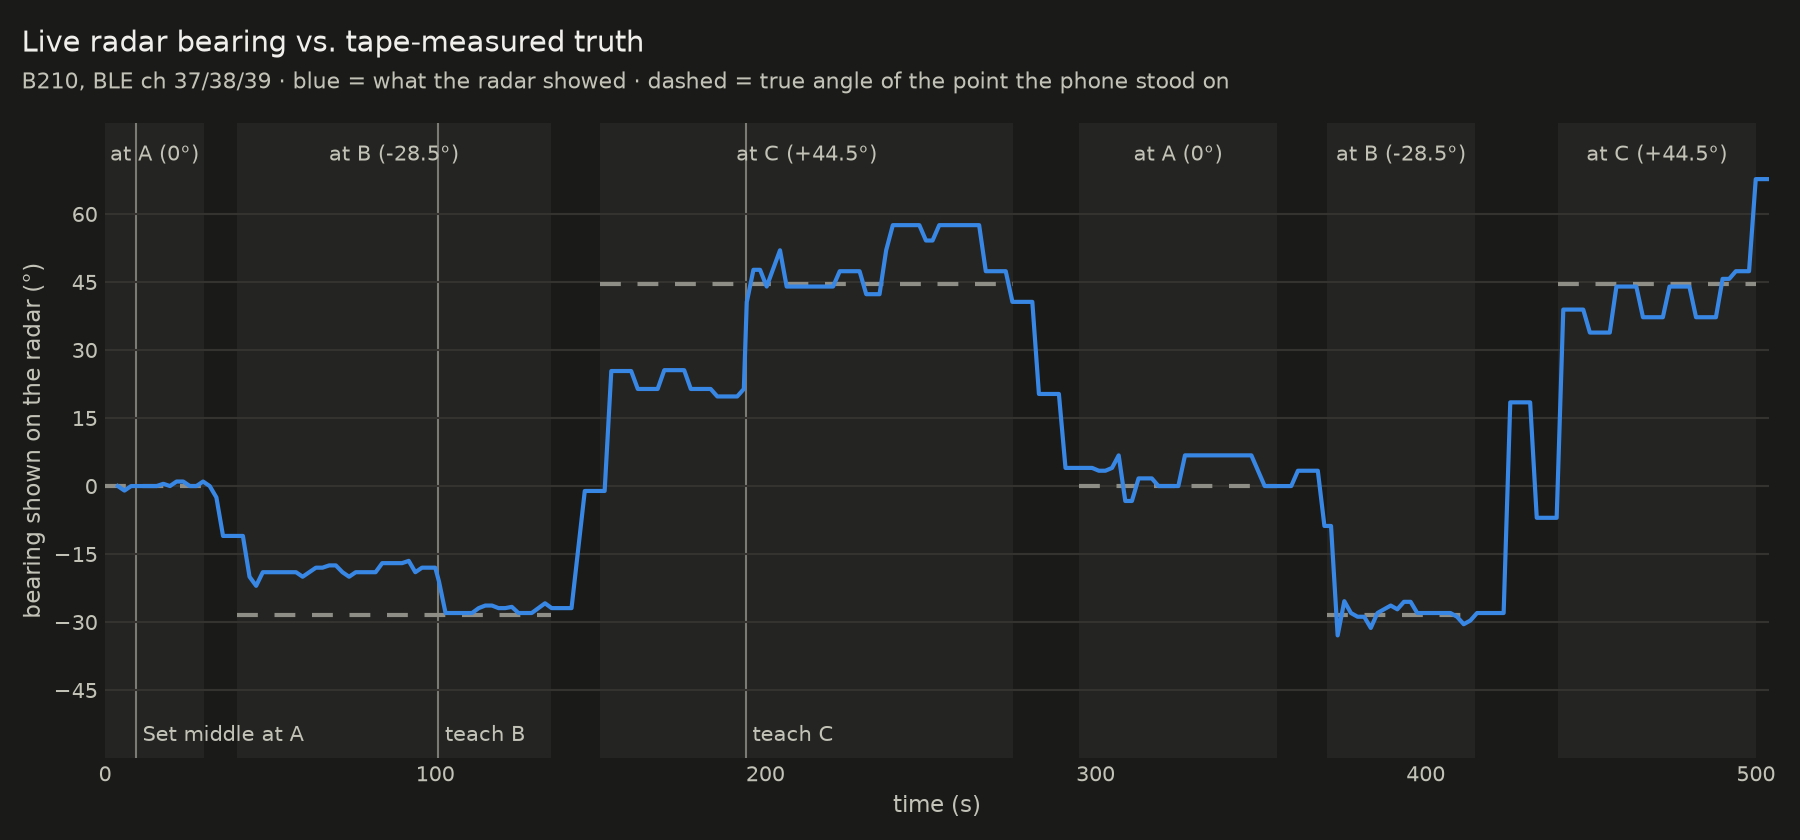 Live radar bearing vs. tape-measured truth
B210, BLE ch 37/38/39 · blue = what the radar showed · dashed = true angle of the point the phone stood on
at A (0°)
at B (-28.5°)
at C (+44.5°)
at A (0°)
at B (-28.5°)
at C (+44.5°)
60
45
30
15
0
−15
−30
−45
bearing shown on the radar (°)
Set middle at A
teach B
teach C
0
100
200
300
400
500
time (s)